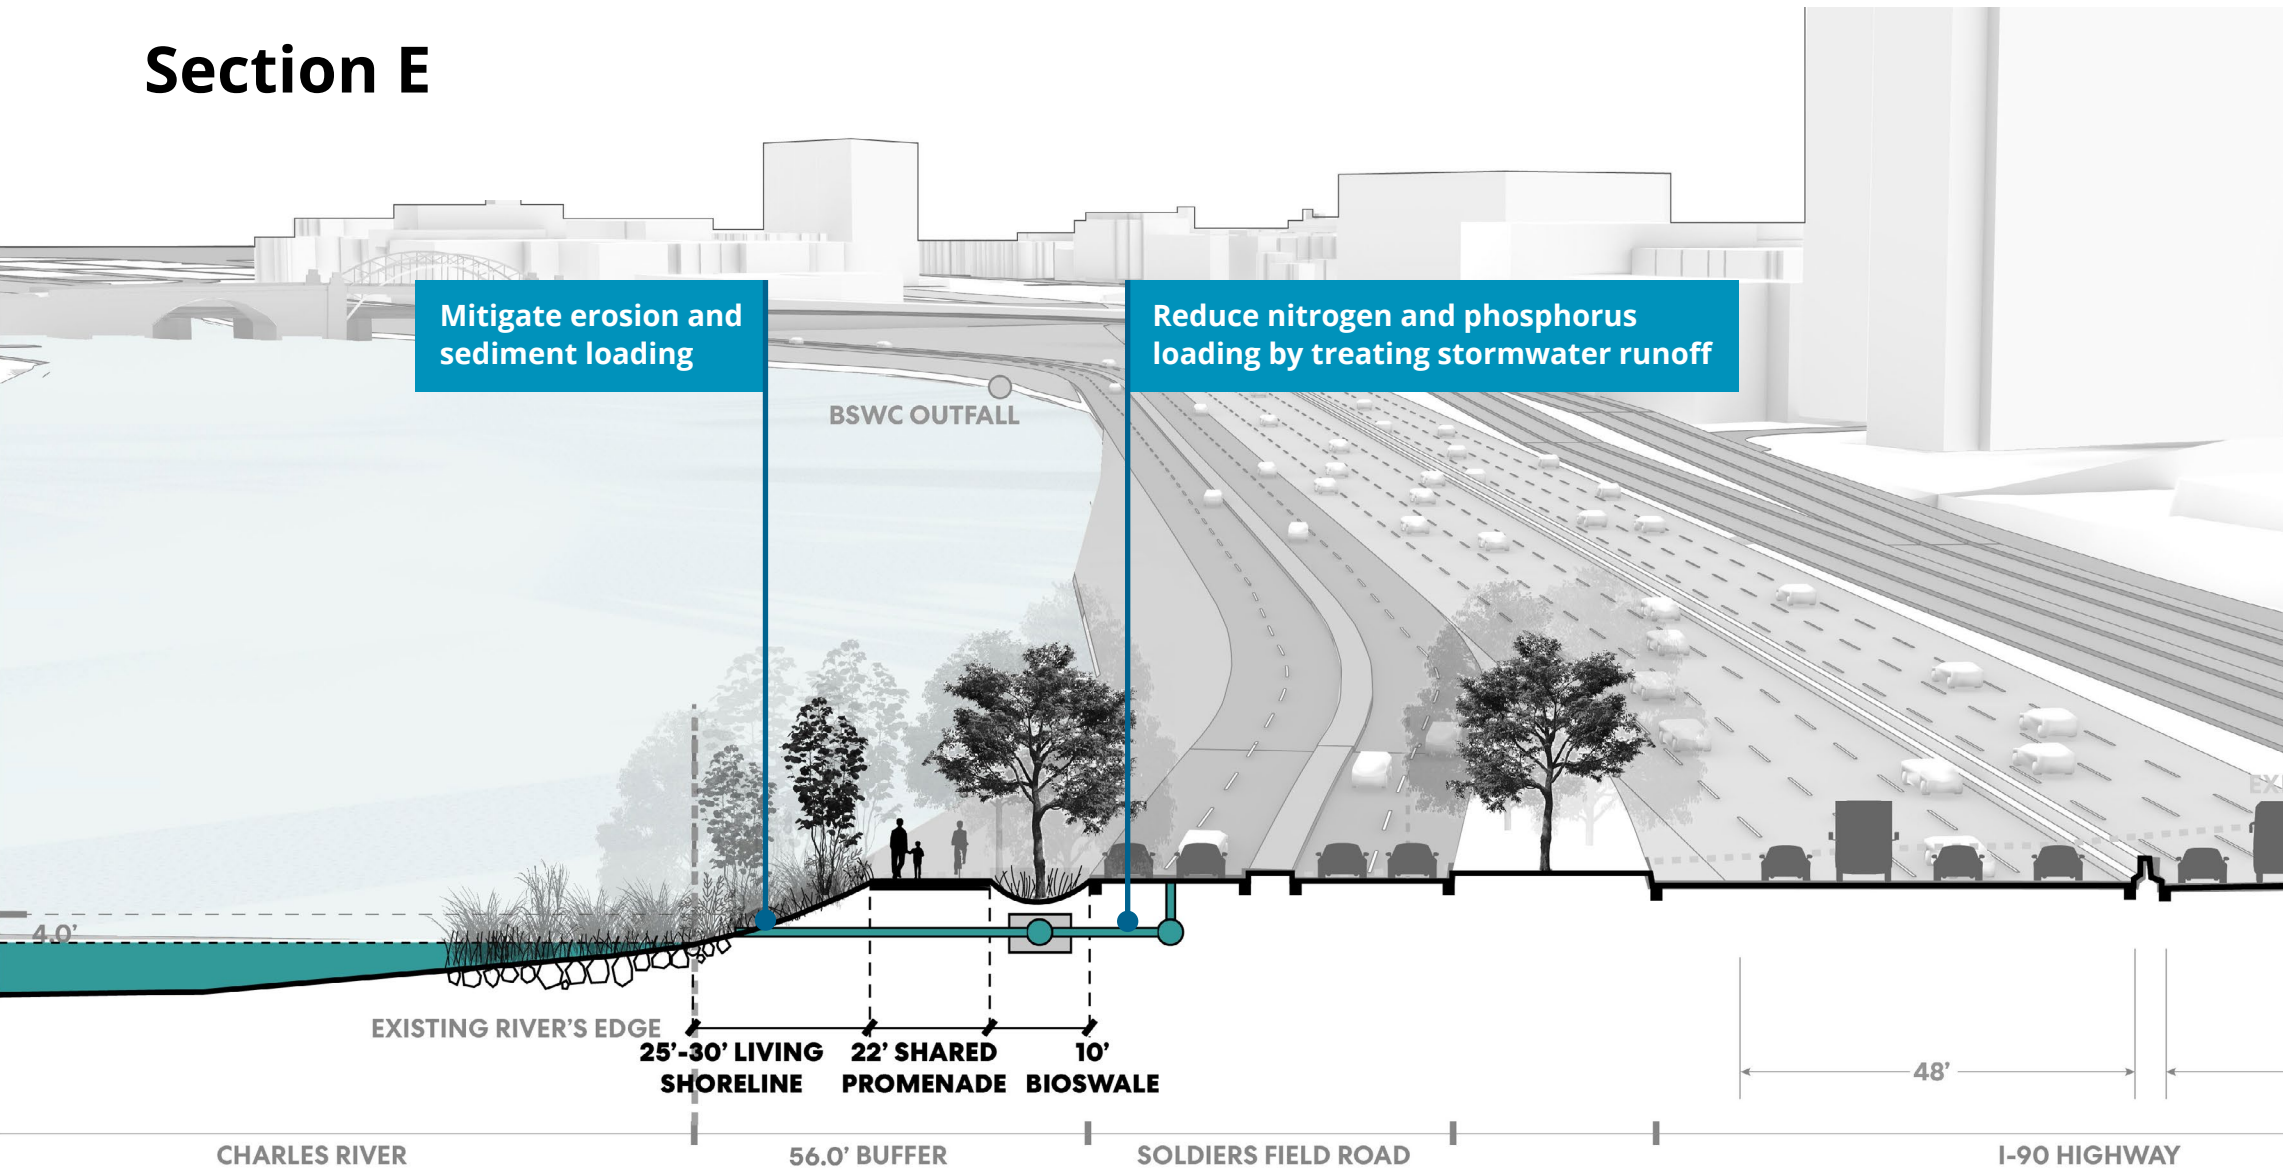 Section E
Mitigate erosion and
sediment loading
Reduce nitrogen and phosphorus
loading by treating stormwater runoff
BSWC OUTFALL
4.0’
EXISTING RIVER’S EDGE
25’-30’ LIVING
SHORELINE
22’ SHARED
PROMENADE
10’
BIOSWALE
48’
CHARLES RIVER
56.0’ BUFFER
SOLDIERS FIELD ROAD
I-90 HIGHWAY